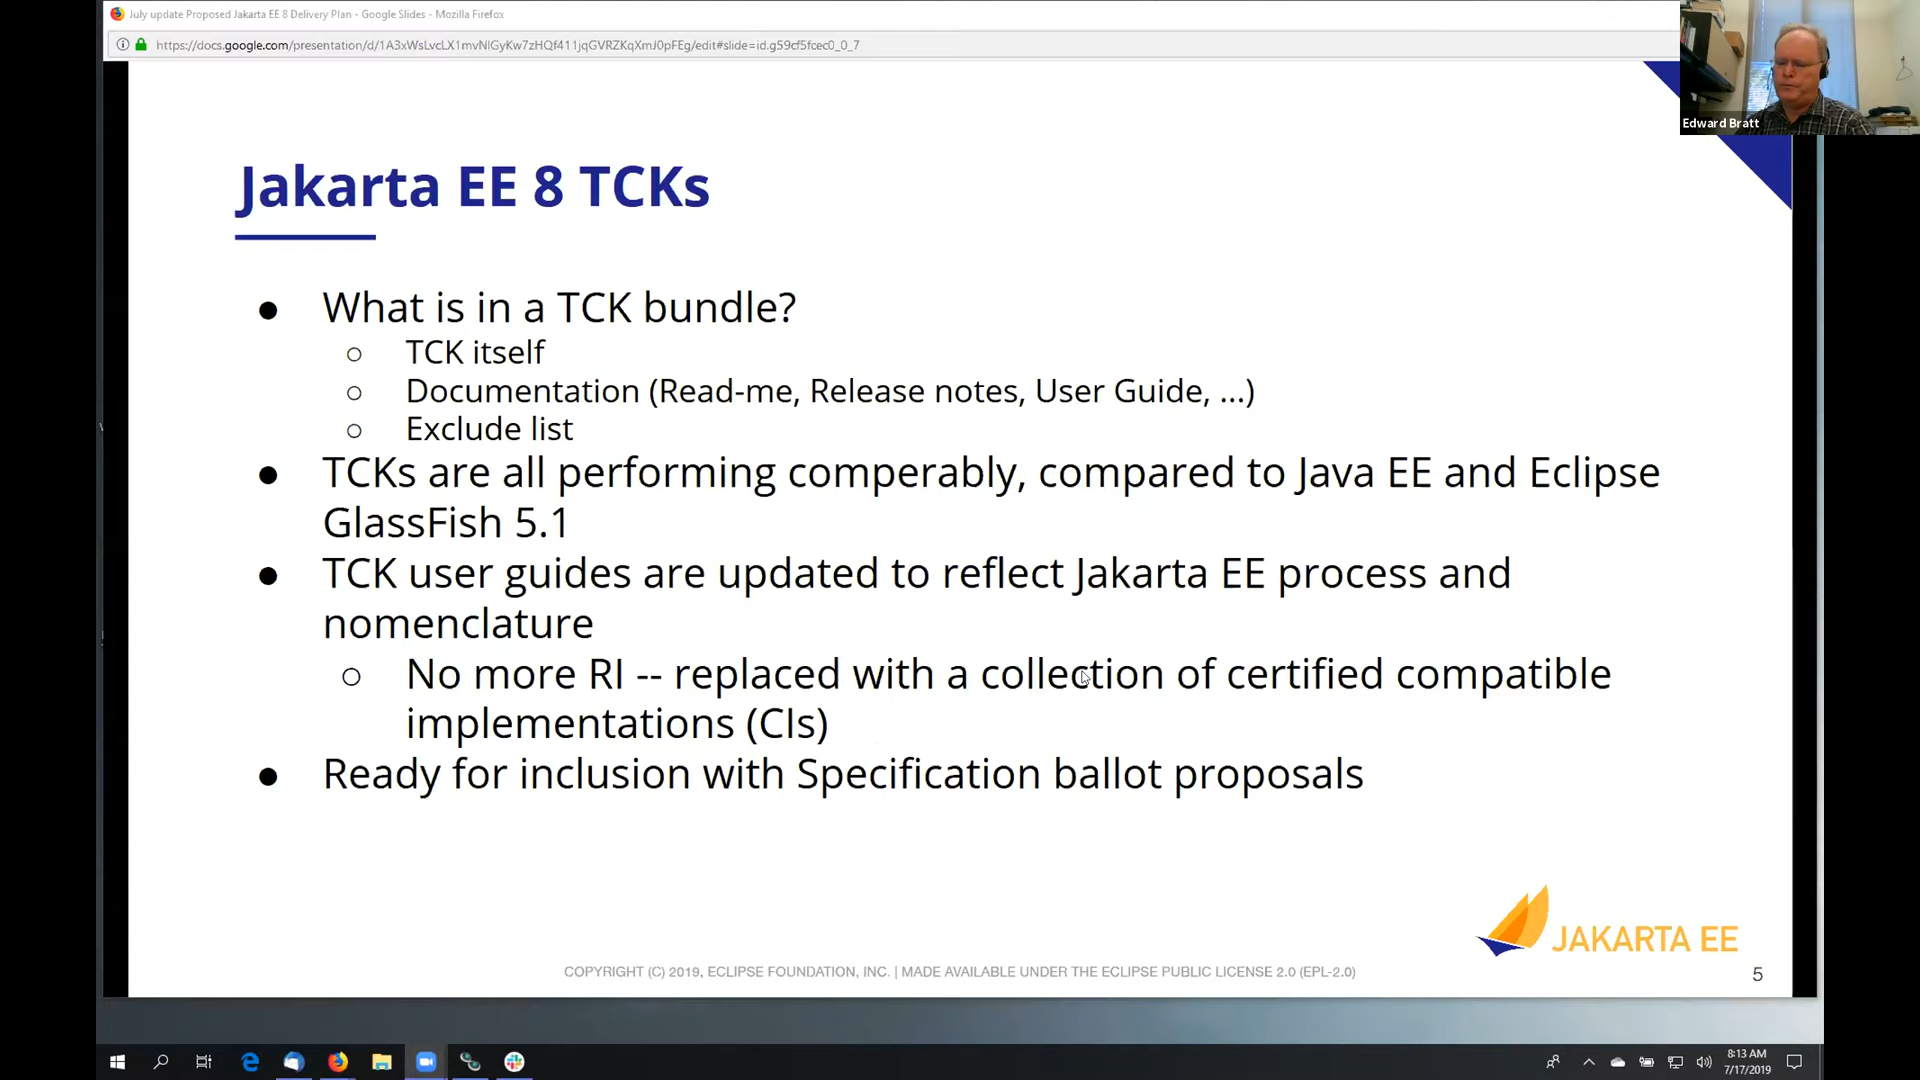 July update Proposed Jakarta EE 8 Delivery Plan - Google Slides - Mozilla Firefox
https://docs.google.com/presentation/d/1A3xWsLvcLX1mvNlGyKw7zHQf411jqGVRZKqXmJ0pFEg/edit#slide=id.g59cf5fcec0_0_7
Edward Bratt
Jakarta EE 8 TCKs
● What is in a TCK bundle?
○ TCK itself
○ Documentation (Read-me, Release notes, User Guide, ...)
○ Exclude list
● TCKs are all performing comperably, compared to Java EE and Eclipse
GlassFish 5.1
● TCK user guides are updated to reflect Jakarta EE process and
nomenclature
○ No more RI -- replaced with a collection of certified compatible
implementations (CIs)
● Ready for inclusion with Specification ballot proposals
JAKARTA EE
COPYRIGHT (C) 2019, ECLIPSE FOUNDATION, INC. | MADE AVAILABLE UNDER THE ECLIPSE PUBLIC LICENSE 2.0 (EPL-2.0)
5
8:13 AM
7/17/2019